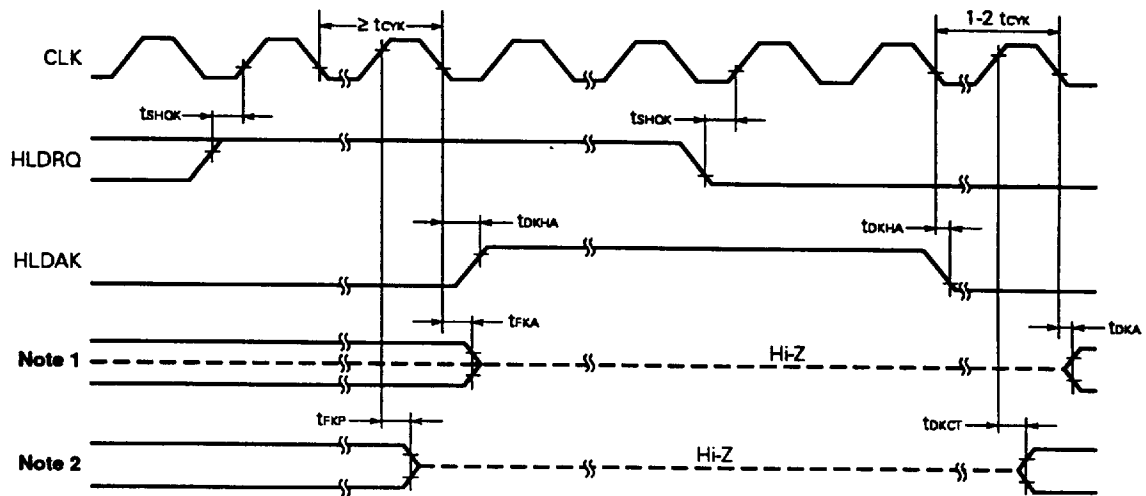 ≥ tCYK
1-2 tCYK
CLK
tSHQK
tSHQK
HLDRQ
tDKHA
tDKHA
HLDAK
tFKA
tDKA
Note 1
Hi-Z
tFKP
tDKCT
Note 2
Hi-Z